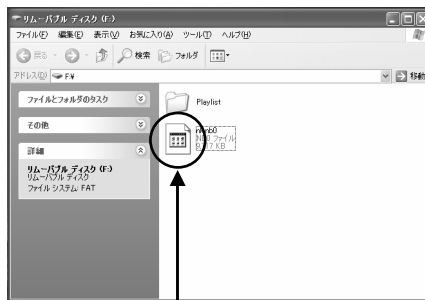 リムーバブル ディスク (F:)
ファイル(F) 編集(E) 表示(V) お気に入り(A) ツール(T) ヘルプ(H)
戻る 検索 フォルダ
アドレス(D) F:¥ 移動
ファイルとフォルダのタスク
その他
詳細
リムーバブル ディスク (F:)
リムーバブル ディスク
ファイル システム: FAT
Playlist
NB0 ファイル